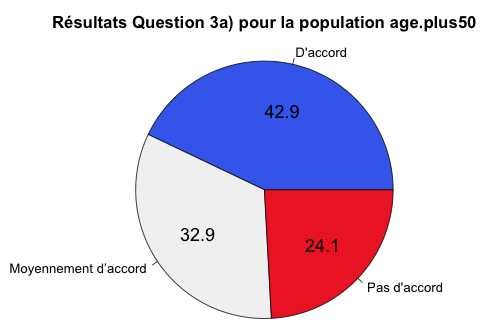 Résultats Question 3a) pour la population age.plus50
D'accord
42.9
32.9
24.1
Moyennement d'accord
Pas d'accord